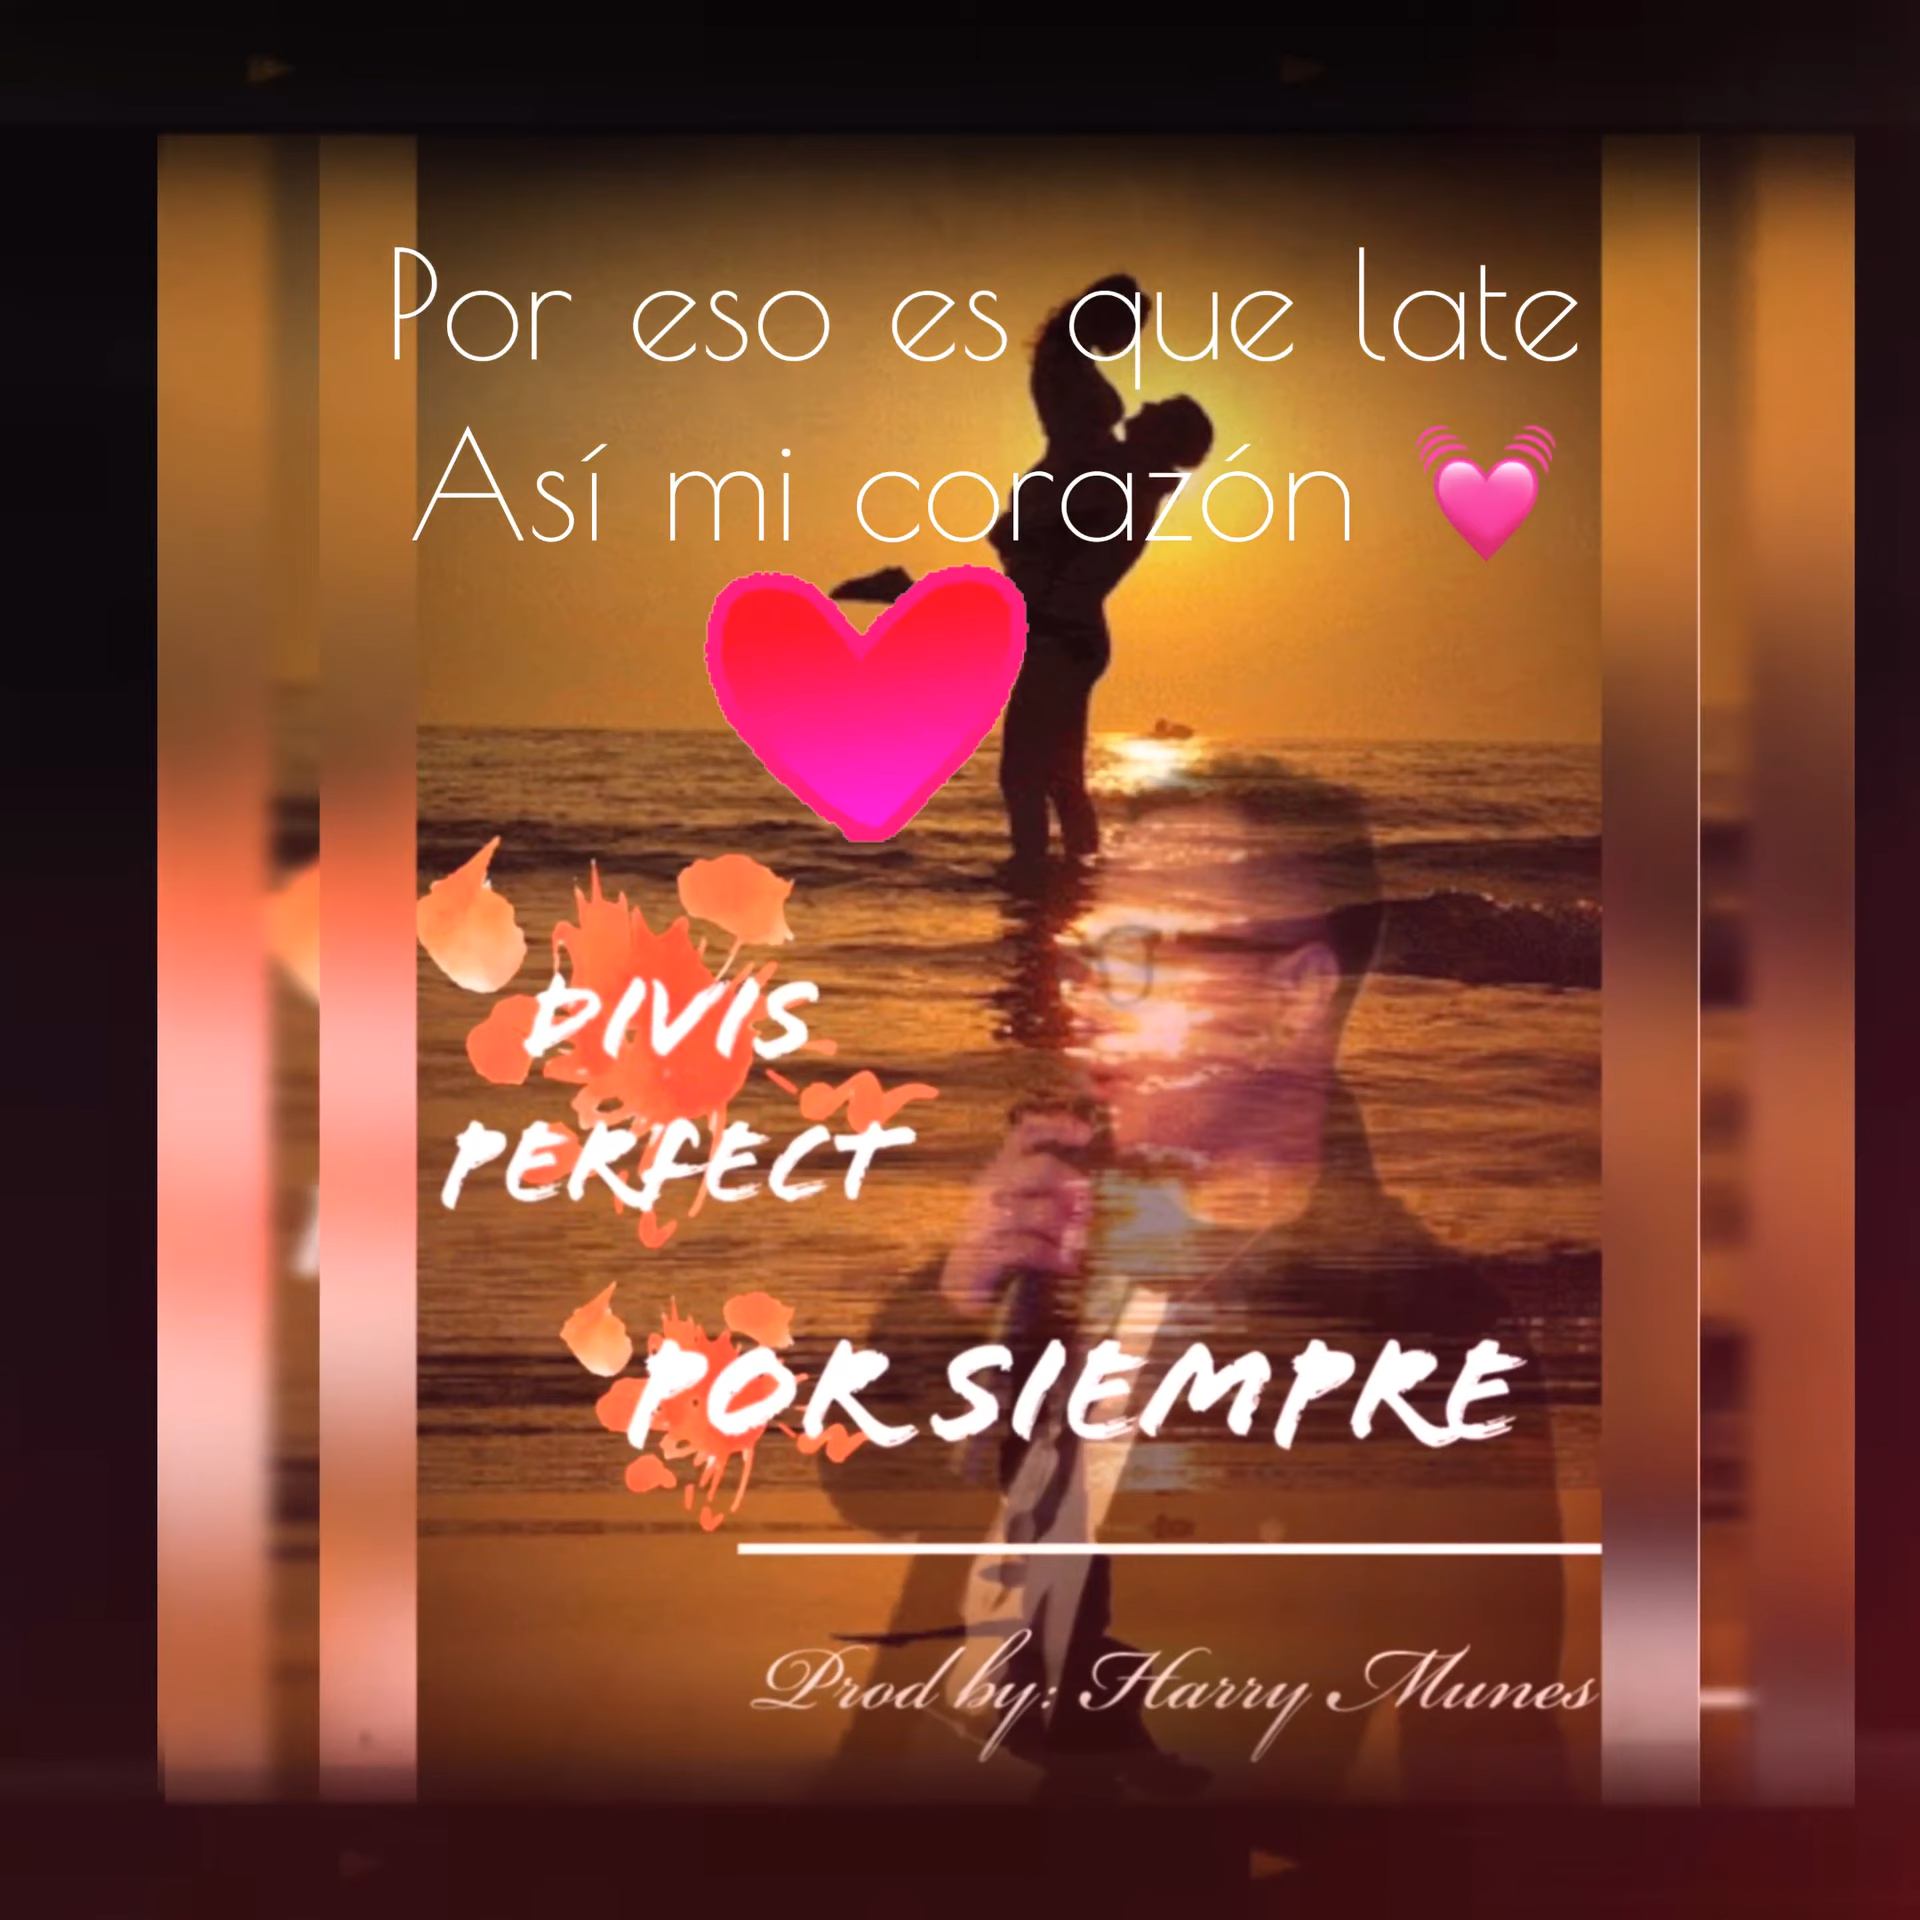 Por eso es que late
Así mi corazón 💓
DIVIS
PERFECT
POR SIEMPRE
Prod by: Harry Munes